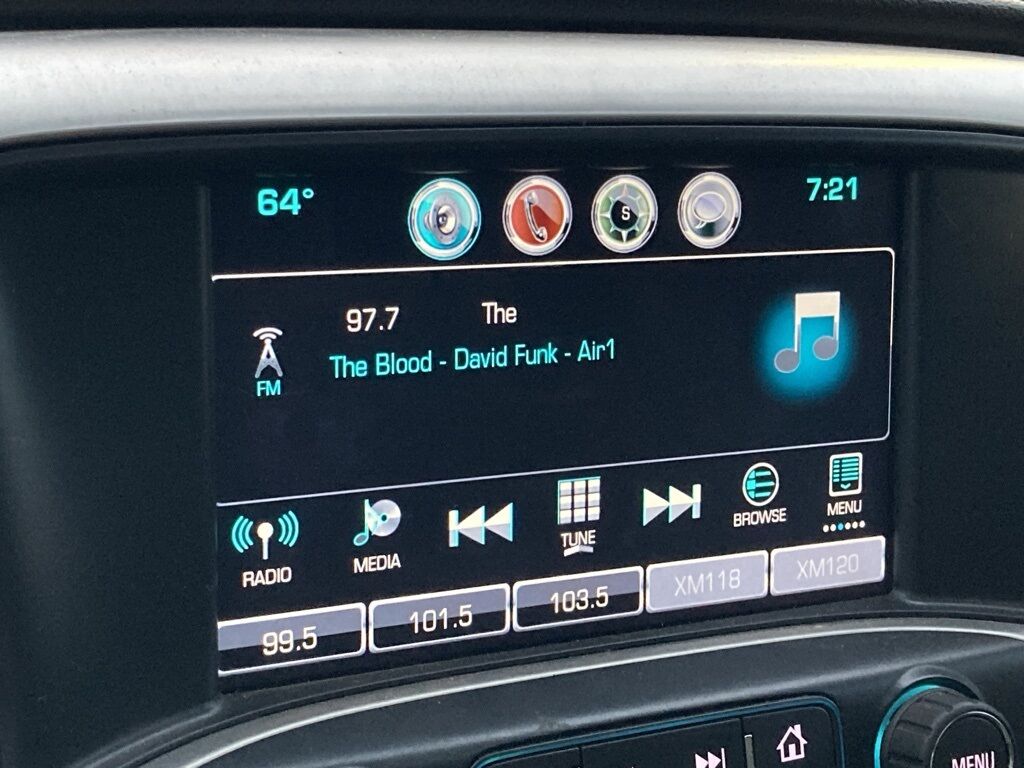 64° S 7:21
97.7 The
The Blood - David Funk - Air1
FM
RADIO MEDIA TUNE BROWSE MENU
99.5 101.5 103.5 XM118 XM120
MENU